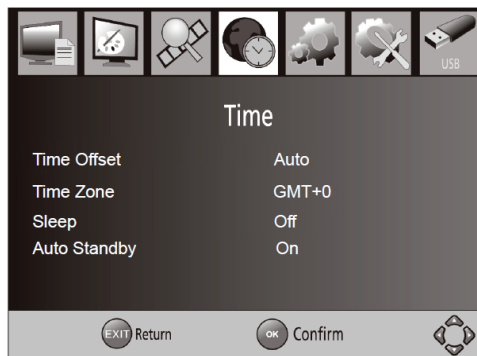 USB
Time
Time Offset Auto
Time Zone GMT+0
Sleep Off
Auto Standby On
EXIT Return OK Confirm